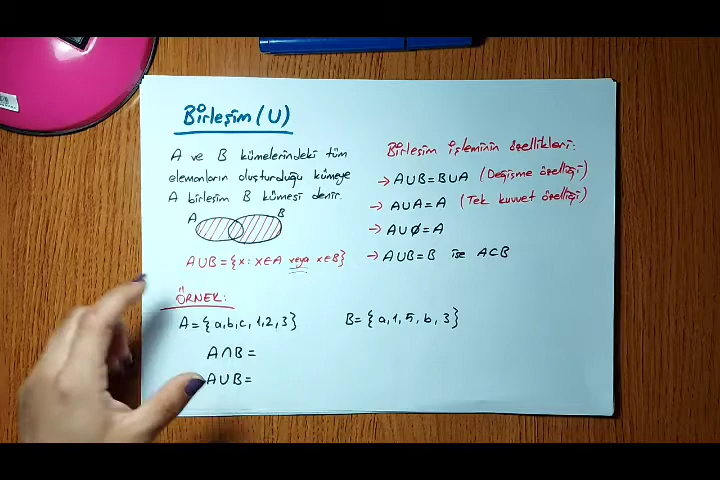 Birleşim (U)
A ve B kümelerindeki tüm
elemanların oluşturduğu kümeye
A birleşim B kümesi denir.
A B
A∪B = {x: x∈A veya x∈B}
ÖRNEK:
A = {a, b, c, 1, 2, 3}
B = {a, 1, 5, b, 3}
A∩B =
A∪B =
Birleşim işleminin özellikleri:
→ A∪B = B∪A (Değişme özelliği)
→ A∪A = A (Tek kuvvet özelliği)
→ A∪∅ = A
→ A∪B = B ise A⊂B